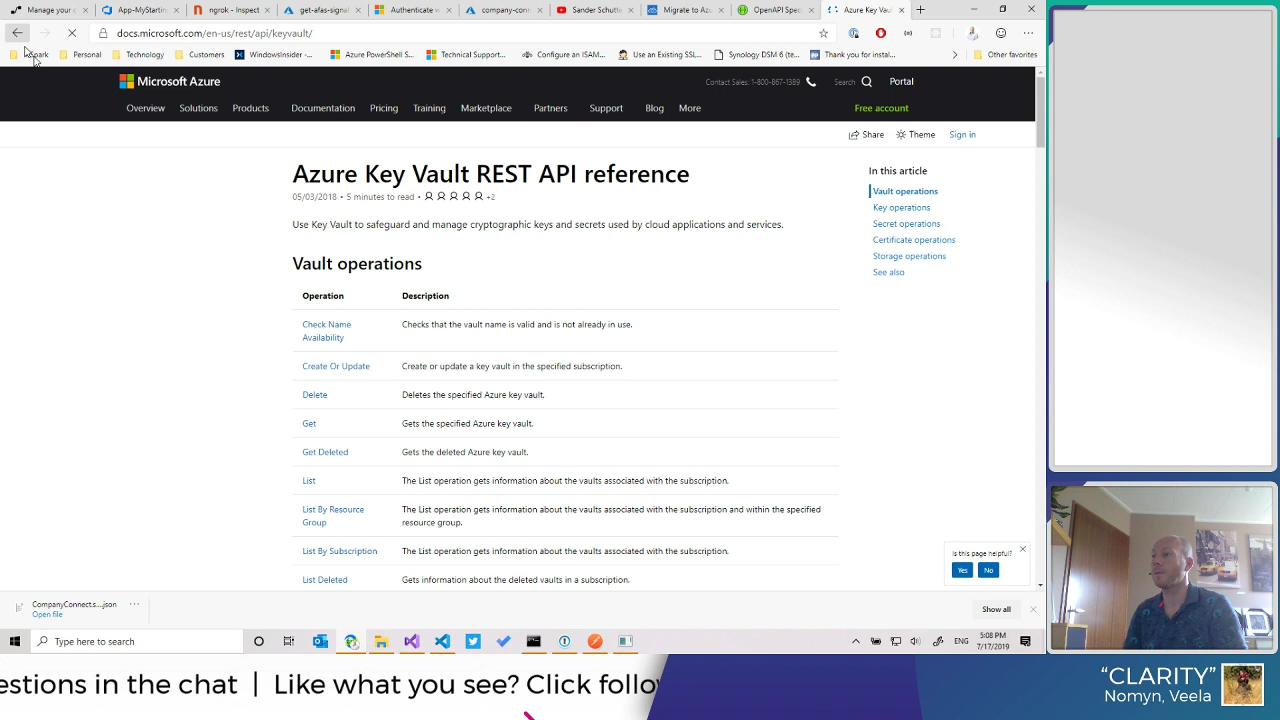 Manage your c
App-MyStartin
ngrok - Inspect
get-afas-signal
Authenticate w
company-conn
Sander Schutte
Migrate to Azu
OpenAPI Spec
Azure Key Vaul
docs.microsoft.com/en-us/rest/api/keyvault/
Personal
Technology
Customers
Azure PowerShell S...
WindowsSSLonly-B...
Technical Support...
Configure an ISAM...
Use an Existing SSL...
Synology DSM 6 (te...
Thank you for instal...
Microsoft Azure
Contact Sales: 1-800-867-1389
Search
Portal
Overview Solutions Products Documentation Pricing Training Marketplace Partners Support Blog More
Free account
Share Theme Sign in
Azure Key Vault REST API reference
05/03/2018 • 5 minutes to read • +2
Use Key Vault to safeguard and manage cryptographic keys and secrets used by cloud applications and services.
Vault operations
Operation Description
Check Name Availability Checks that the vault name is valid and is not already in use.
Create Or Update Create or update a key vault in the specified subscription.
Delete Deletes the specified Azure key vault.
Get Gets the specified Azure key vault.
Get Deleted Gets the deleted Azure key vault.
List The List operation gets information about the vaults associated with the subscription.
List By Resource Group The List operation gets information about the vaults associated with the subscription and within the specified resource group.
List By Subscription The List operation gets information about the vaults associated with the subscription.
List Deleted Gets information about the deleted vaults in a subscription.
In this article
Vault operations
Key operations
Secret operations
Certificate operations
Storage operations
See also
Is this page helpful?
Yes No
CompanyConnect.s....json
Open file
Show all
Type here to search
ENG
5:08 PM
7/17/2019
estions in the chat | Like what you see? Click follo
“CLARITY”
Nomyn, Veela